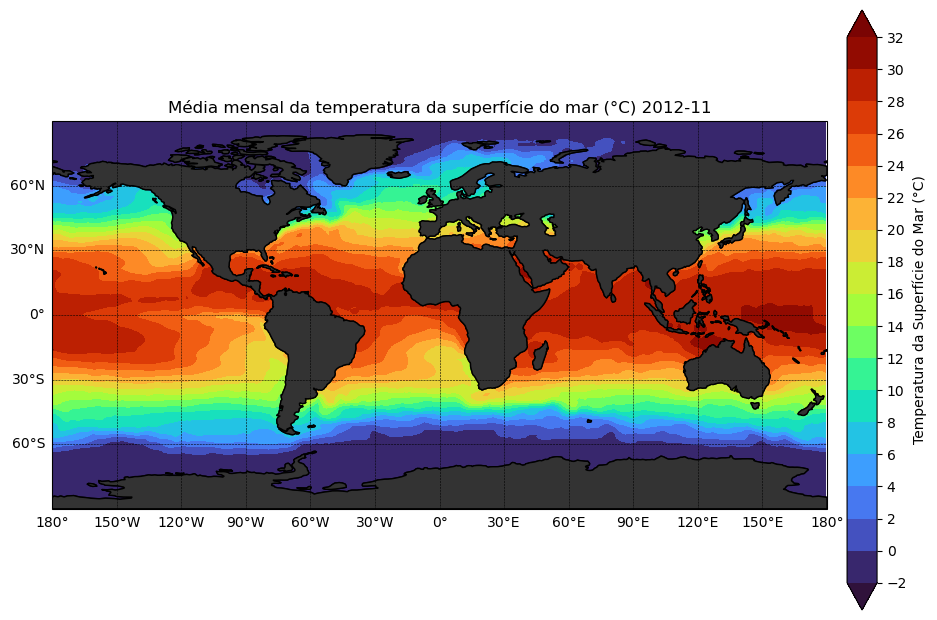 Média mensal da temperatura da superfície do mar (°C) 2012-11
60°N
30°N
0°
30°S
60°S
180° 150°W 120°W 90°W 60°W 30°W 0° 30°E 60°E 90°E 120°E 150°E 180°
32
30
28
26
24
22
20
18
16
14
12
10
8
6
4
2
0
−2
Temperatura da Superfície do Mar (°C)